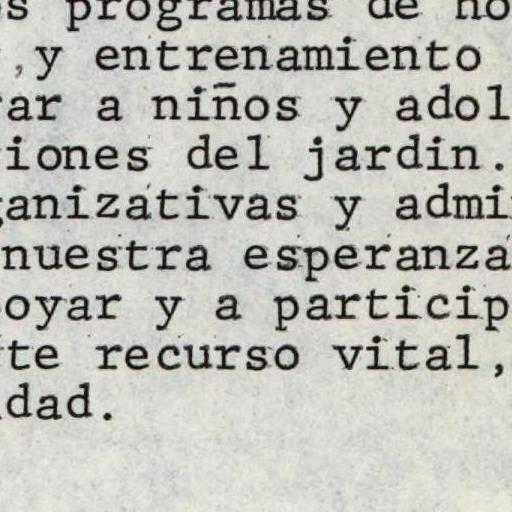 s programas de ho
,y entrenamiento
ar a niños y adol
iones del jardin.
ganizativas y admi
nuestra esperanza
oyar y a particip
te recurso vital,
dad.